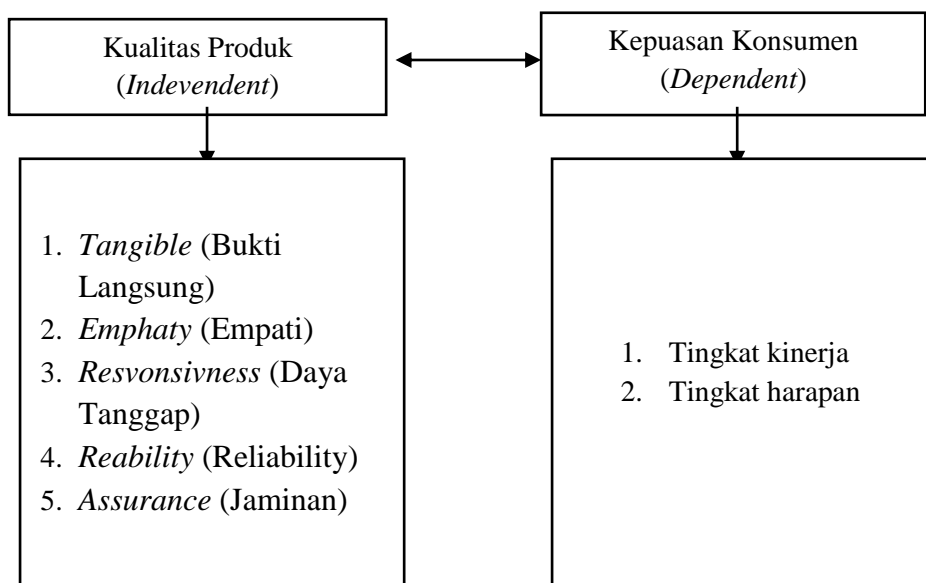 Kualitas Produk
(Indevendent)
Kepuasan Konsumen
(Dependent)
1. Tangible (Bukti
Langsung)
2. Emphaty (Empati)
3. Resvonsivness (Daya
Tanggap)
4. Reability (Reliability)
5. Assurance (Jaminan)
1. Tingkat kinerja
2. Tingkat harapan